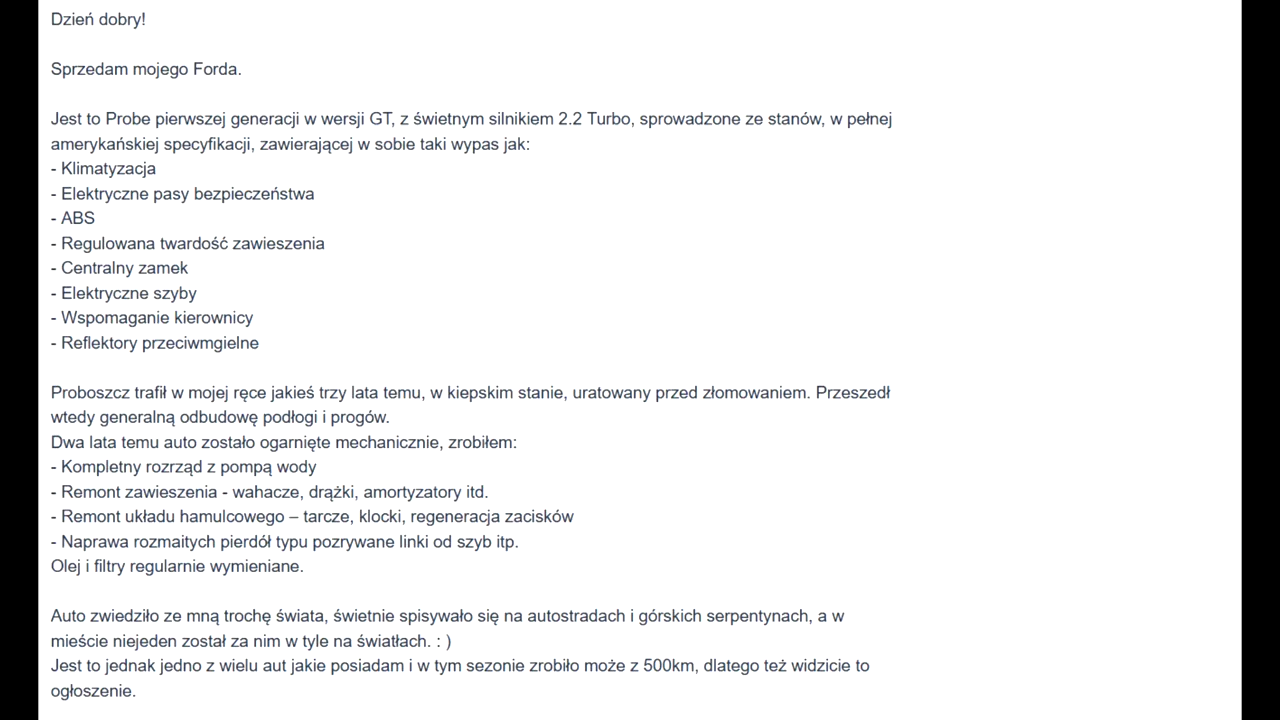 Dzień dobry!
Sprzedam mojego Forda.
Jest to Probe pierwszej generacji w wersji GT, z świetnym silnikiem 2.2 Turbo, sprowadzone ze stanów, w pełnej
amerykańskiej specyfikacji, zawierającej w sobie taki wypas jak:
- Klimatyzacja
- Elektryczne pasy bezpieczeństwa
- ABS
- Regulowana twardość zawieszenia
- Centralny zamek
- Elektryczne szyby
- Wspomaganie kierownicy
- Reflektory przeciwmgielne
Proboszcz trafił w mojej ręce jakieś trzy lata temu, w kiepskim stanie, uratowany przed złomowaniem. Przeszedł
wtedy generalną odbudowę podłogi i progów.
Dwa lata temu auto zostało ogarnięte mechanicznie, zrobiłem:
- Kompletny rozrząd z pompą wody
- Remont zawieszenia - wahacze, drążki, amortyzatory itd.
- Remont układu hamulcowego – tarcze, klocki, regeneracja zacisków
- Naprawa rozmaitych pierdół typu pozrywane linki od szyb itp.
Olej i filtry regularnie wymieniane.
Auto zwiedziło ze mną trochę świata, świetnie spisywało się na autostradach i górskich serpentynach, a w
mieście niejeden został za nim w tyle na światłach. : )
Jest to jednak jedno z wielu aut jakie posiadam i w tym sezonie zrobiło może z 500km, dlatego też widzicie to
ogłoszenie.